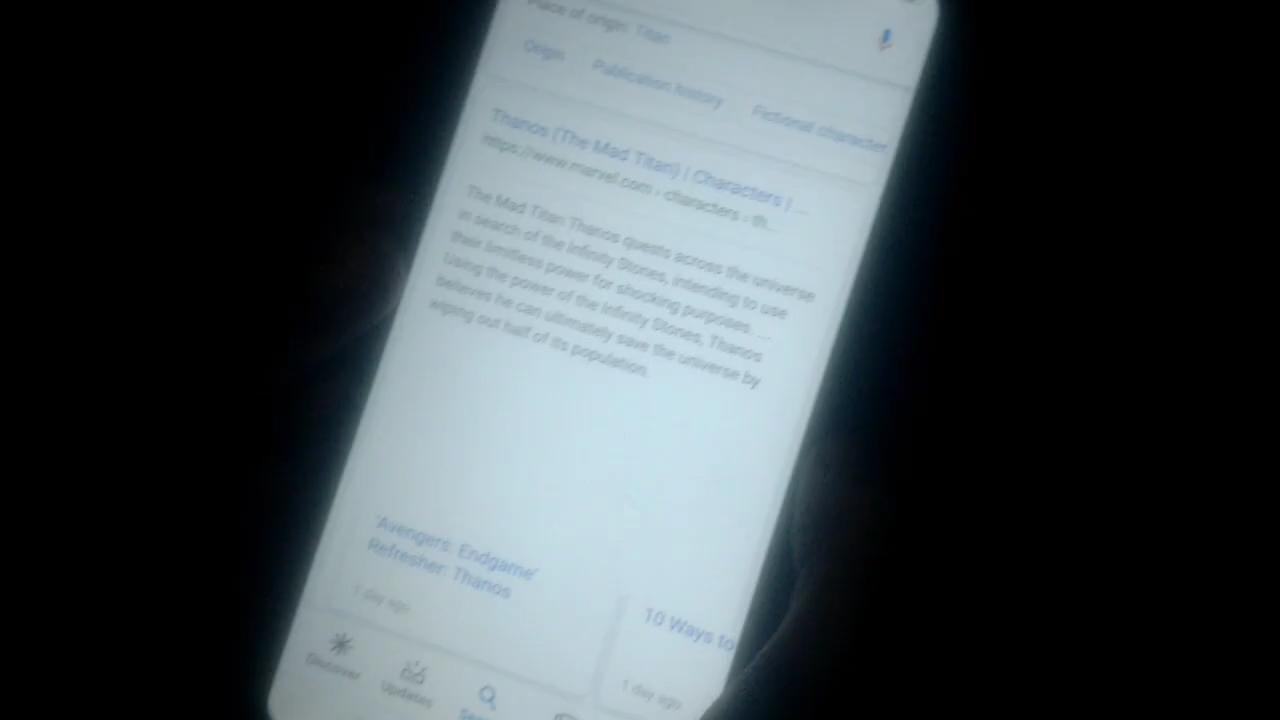 Place of origin: Titan
Origin Publication history Fictional character
Thanos (The Mad Titan) | Characters | ...
https://www.marvel.com › characters › th...
The Mad Titan Thanos quests across the universe
in search of the Infinity Stones, intending to use
their limitless power for shocking purposes. ...
Using the power of the Infinity Stones, Thanos
believes he can ultimately save the universe by
wiping out half of its population.
'Avengers: Endgame'
Refresher: Thanos
1 day ago
10 Ways to
1 day ago
Discover Updates